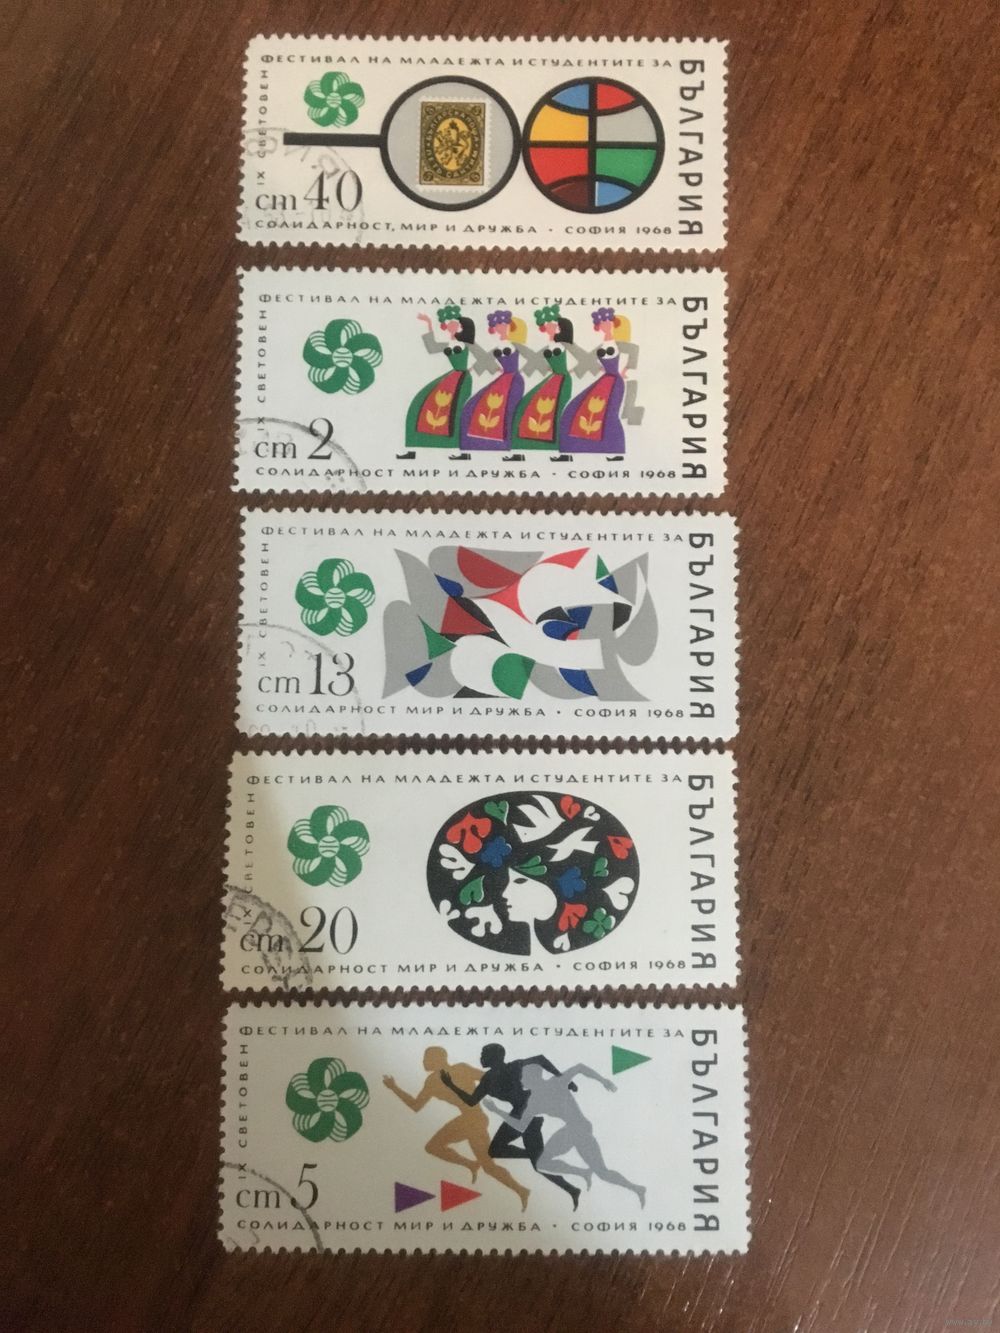 ФЕСТИВАЛ НА МЛАДЕЖТА И СТУДЕНТИТЕ ЗА
IX СВЕТОВЕН
БЪЛГАРИЯ
ст 40
СОЛИДАРНОСТ, МИР И ДРУЖБА • СОФИЯ 1968
ФЕСТИВАЛ НА МЛАДЕЖТА И СТУДЕНТИТЕ ЗА
IX СВЕТОВЕН
БЪЛГАРИЯ
ст 2
СОЛИДАРНОСТ МИР И ДРУЖБА • СОФИЯ 1968
ФЕСТИВАЛ НА МЛАДЕЖТА И СТУДЕНТИТЕ ЗА
IX СВЕТОВЕН
БЪЛГАРИЯ
ст 13
СОЛИДАРНОСТ МИР И ДРУЖБА • СОФИЯ 1968
ФЕСТИВАЛ НА МЛАДЕЖТА И СТУДЕНТИТЕ ЗА
IX СВЕТОВЕН
БЪЛГАРИЯ
ст 20
СОЛИДАРНОСТ МИР И ДРУЖБА • СОФИЯ 1968
ФЕСТИВАЛ НА МЛАДЕЖТА И СТУДЕНТИТЕ ЗА
IX СВЕТОВЕН
БЪЛГАРИЯ
ст 5
СОЛИДАРНОСТ МИР И ДРУЖБА • СОФИЯ 1968
www.ay.by